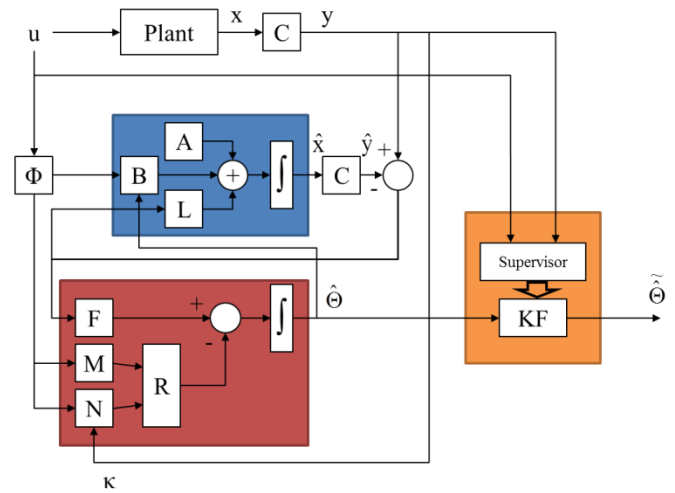 u
Plant
x
C
y
A
Φ
B
+
∫
x̂
C
ŷ
+
-
L
Supervisor
F
+
-
∫
Θ̂
KF
Θ̂̃
M
R
N
κ